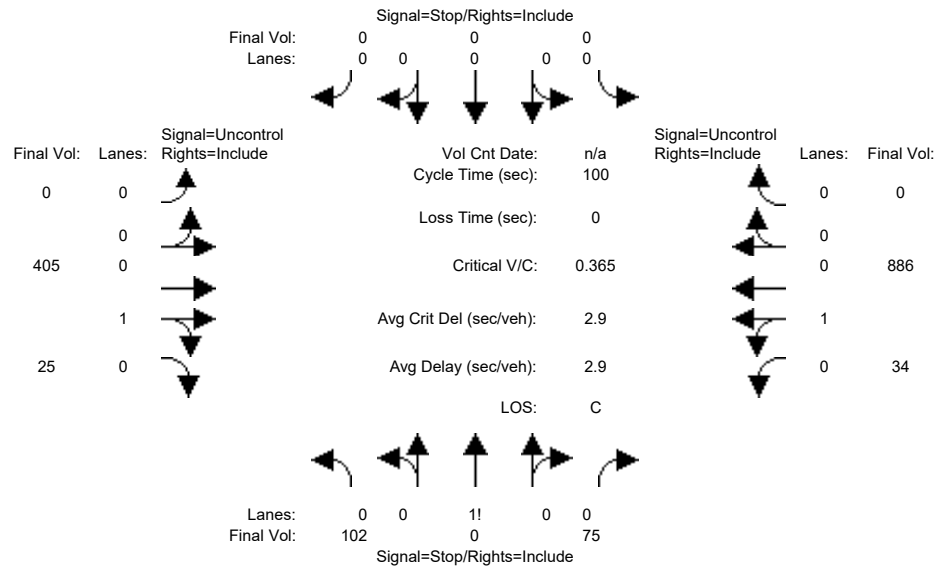 Signal=Stop/Rights=Include
Final Vol: 0 0 0
Lanes: 0 0 0 0 0
Signal=Uncontrol Signal=Uncontrol
Final Vol: Lanes: Rights=Include Vol Cnt Date: n/a Rights=Include Lanes: Final Vol:
Cycle Time (sec): 100
0 0 0 0
Loss Time (sec): 0
0 0
405 0 Critical V/C: 0.365 0 886
1 Avg Crit Del (sec/veh): 2.9 1
25 0 Avg Delay (sec/veh): 2.9 0 34
LOS: C
Lanes: 0 0 1! 0 0
Final Vol: 102 0 75
Signal=Stop/Rights=Include